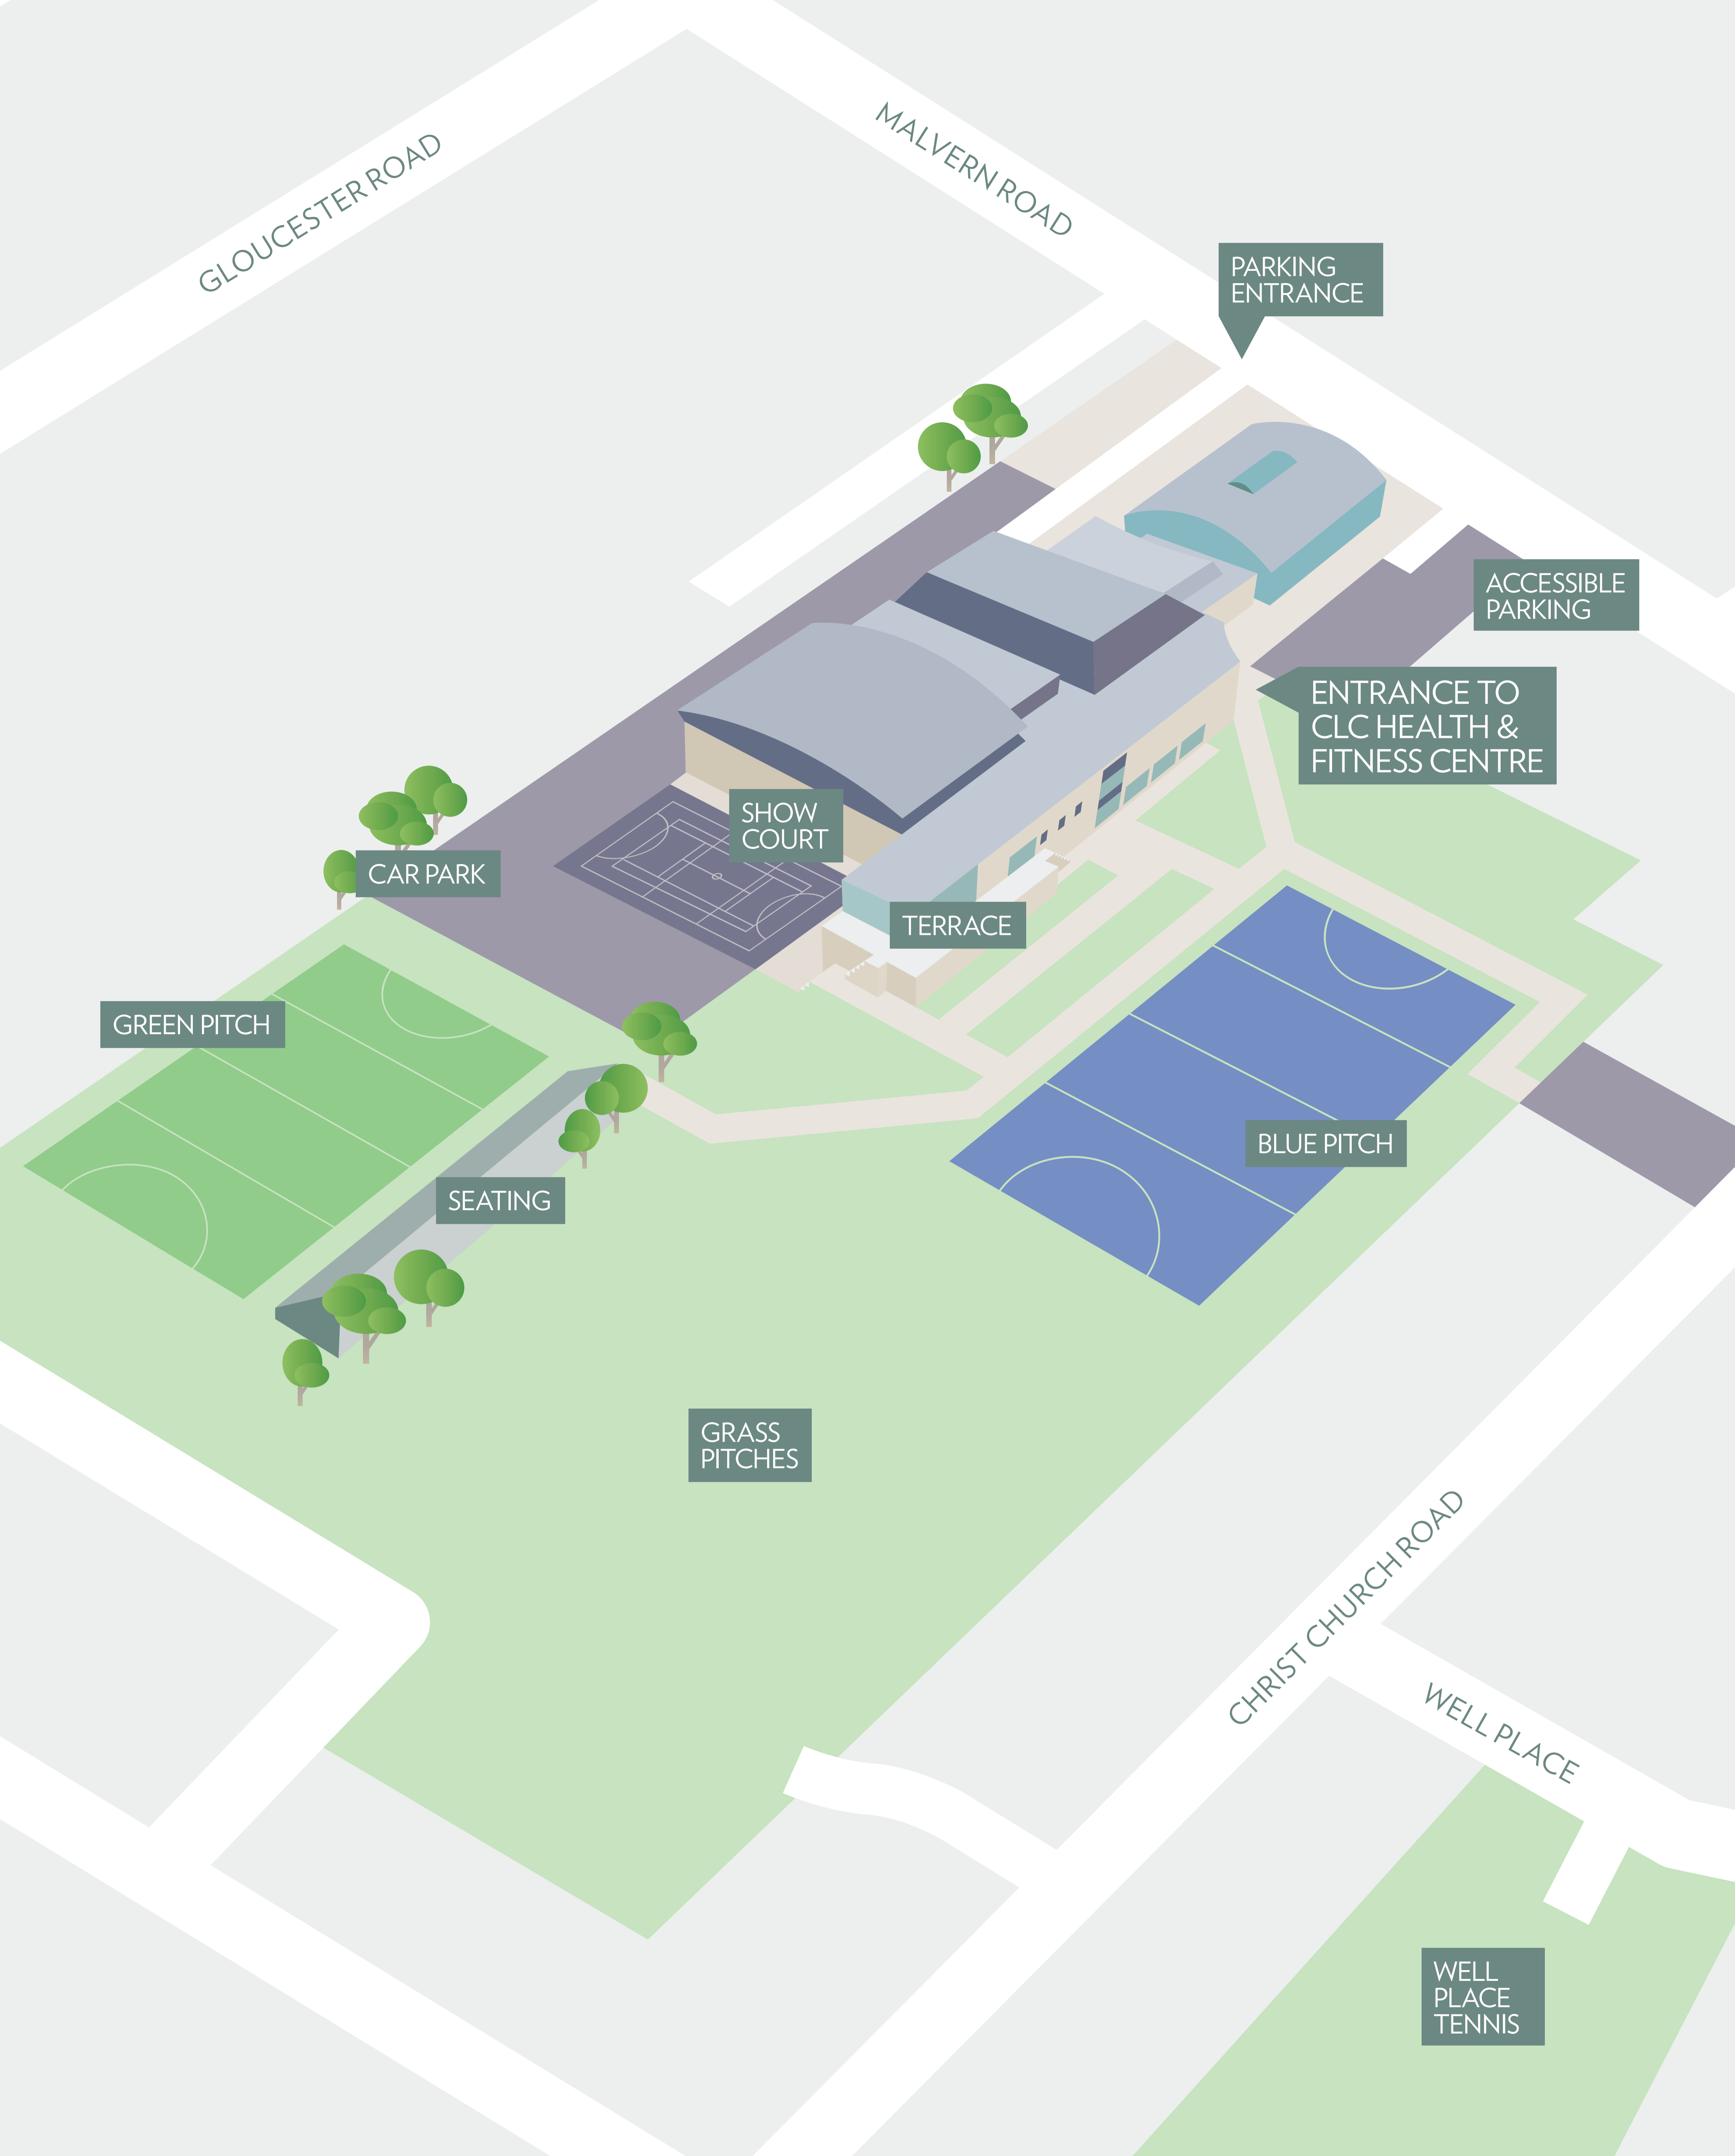 GLOUCESTER ROAD
MALVERN ROAD
PARKING
ENTRANCE
ACCESSIBLE
PARKING
ENTRANCE TO
CLC HEALTH &
FITNESS CENTRE
SHOW
COURT
CAR PARK
TERRACE
GREEN PITCH
BLUE PITCH
SEATING
GRASS
PITCHES
CHRIST CHURCH ROAD
WELL PLACE
WELL
PLACE
TENNIS